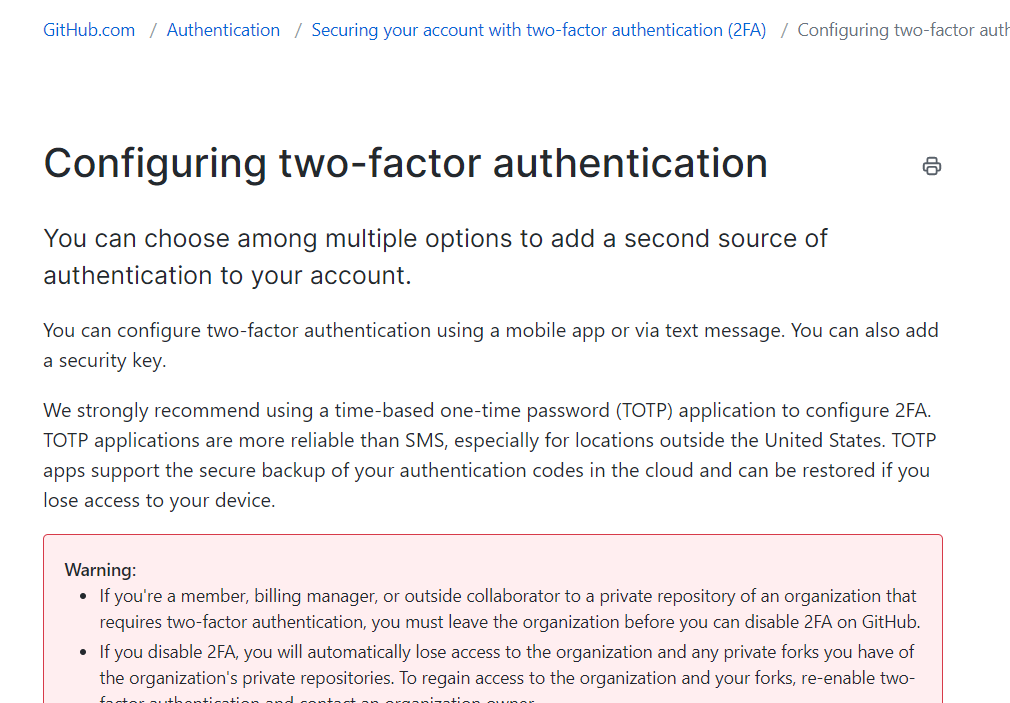 GitHub.com / Authentication / Securing your account with two-factor authentication (2FA) / Configuring two-factor auth
Configuring two-factor authentication
You can choose among multiple options to add a second source of
authentication to your account.
You can configure two-factor authentication using a mobile app or via text message. You can also add
a security key.
We strongly recommend using a time-based one-time password (TOTP) application to configure 2FA.
TOTP applications are more reliable than SMS, especially for locations outside the United States. TOTP
apps support the secure backup of your authentication codes in the cloud and can be restored if you
lose access to your device.
Warning:
• If you're a member, billing manager, or outside collaborator to a private repository of an organization that
requires two-factor authentication, you must leave the organization before you can disable 2FA on GitHub.
• If you disable 2FA, you will automatically lose access to the organization and any private forks you have of
the organization's private repositories. To regain access to the organization and your forks, re-enable two-
factor authentication and contact an organization owner.